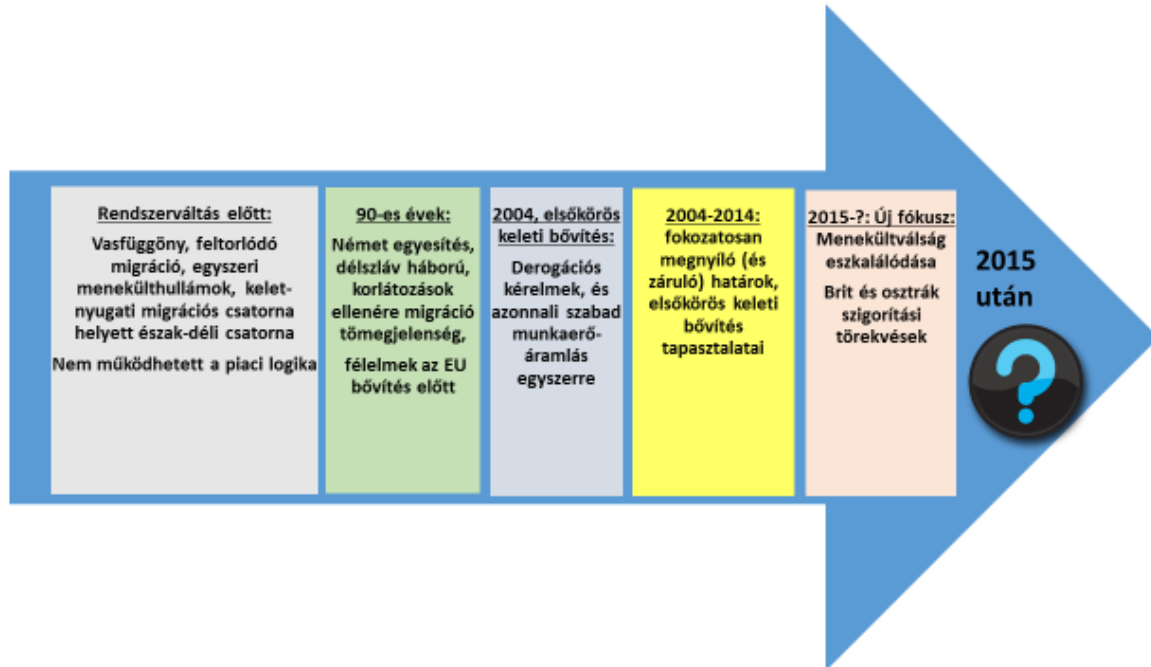 Rendszerváltás előtt:
Vasfüggöny, feltorlódó
migráció, egyszeri
menekülthullámok, kelet-
nyugati migrációs csatorna
helyett észak-déli csatorna
Nem működhetett a piaci logika
90-es évek:
Német egyesítés,
délszláv háború,
korlátozások
ellenére migráció
tömegjelenség,
félelmek az EU
bővítés előtt
2004, elsőkörös
keleti bővítés:
Derogációs
kérelmek, és
azonnali szabad
munkaerő-
áramlás
egyszerre
2004-2014:
fokozatosan
megnyíló (és
záruló) határok,
elsőkörös keleti
bővítés
tapasztalatai
2015-?: Új fókusz:
Menekültválság
eszkalálódása
Brit és osztrák
szigorítási
törekvések
2015
után
?